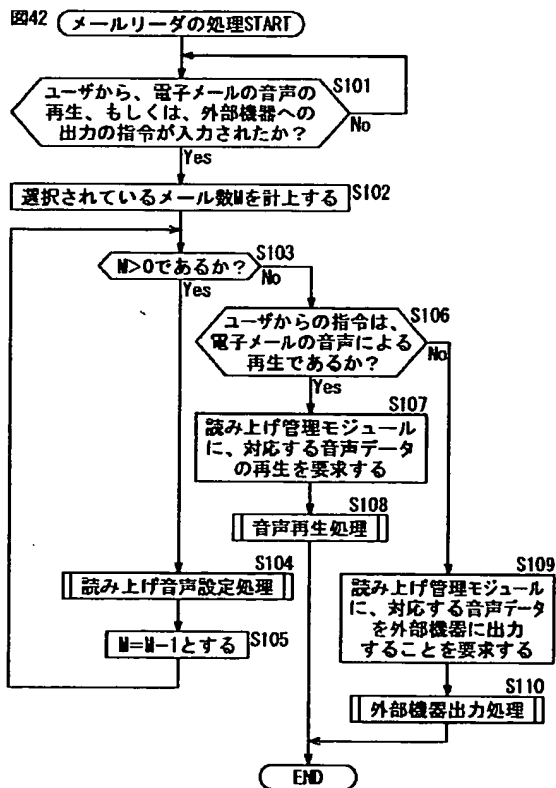 図42
メールリーダの処理START
S101
ユーザから、電子メールの音声の
再生、もしくは、外部機器への
出力の指令が入力されたか?
No
Yes
選択されているメール数Mを計上する
S102
S103
M>0であるか?
No
Yes
S106
ユーザからの指令は、
電子メールの音声による
再生であるか?
No
Yes
S107
読み上げ管理モジュール
に、対応する音声データ
の再生を要求する
S108
音声再生処理
S104
読み上げ音声設定処理
S105
M=M-1とする
S109
読み上げ管理モジュール
に、対応する音声データ
を外部機器に出力
することを要求する
S110
外部機器出力処理
END